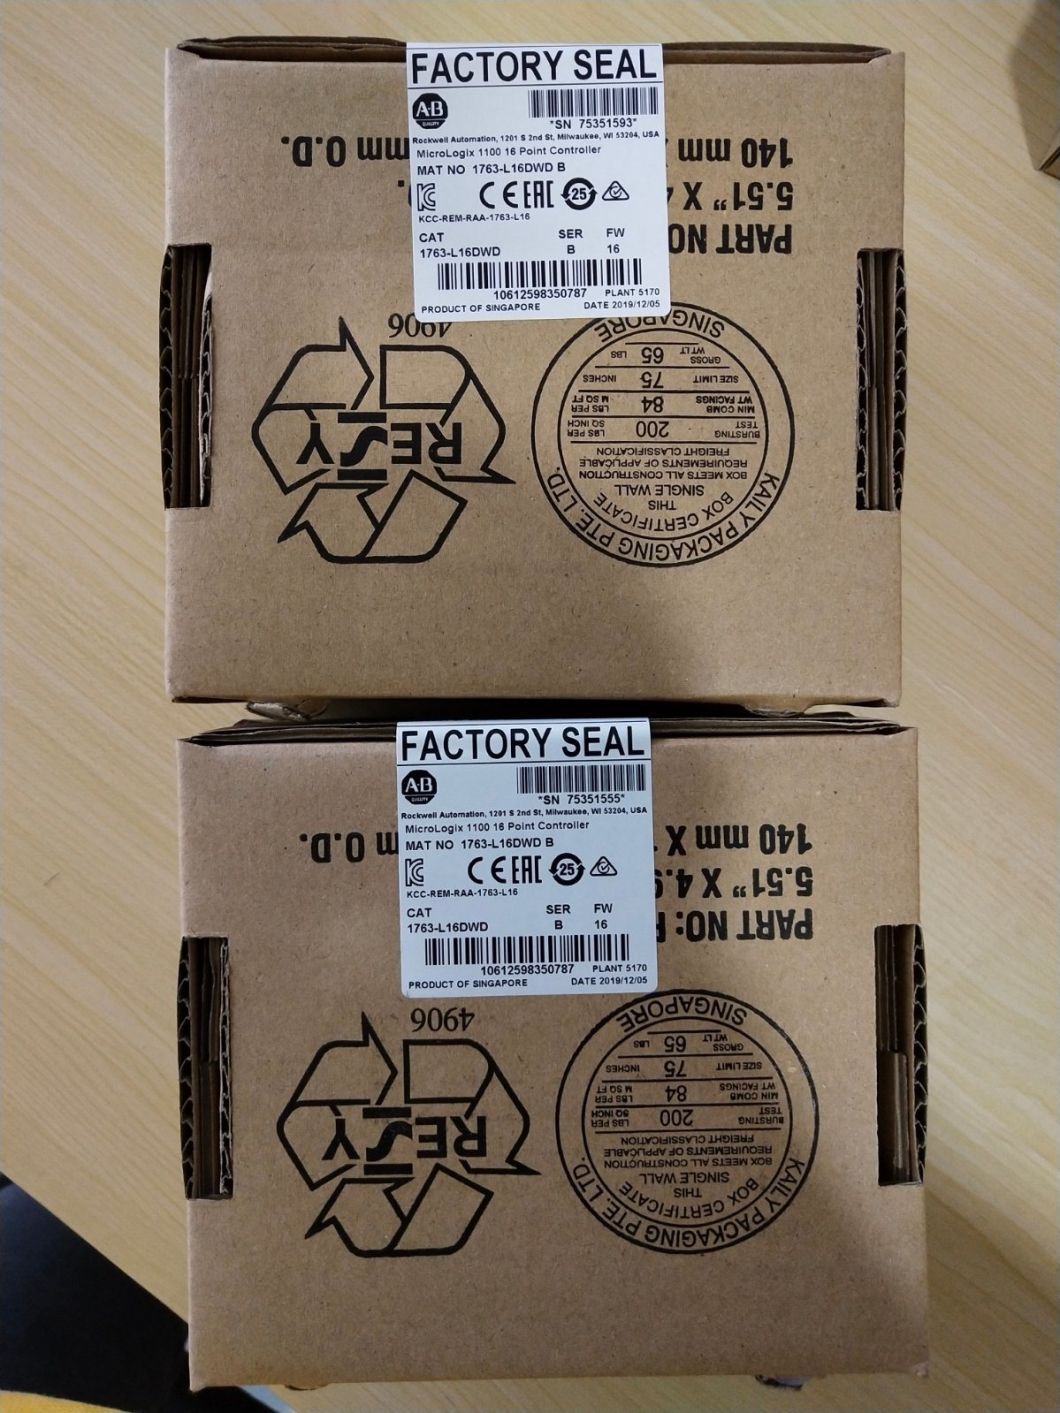 FACTORY SEAL
A·B
QUALITY
*SN 75351593*
Rockwell Automation, 1201 S 2nd St, Milwaukee, WI 53204, USA
MicroLogix 1100 16 Point Controller
MAT NO 1763-L16DWD B
CE EAC 25
KCC-REM-RAA-1763-L16
CAT SER FW
1763-L16DWD B 16
10612598350787 PLANT 5170
PRODUCT OF SINGAPORE DATE 2019/12/05
PART NO
5.51" X
140 mm
mm O.D.
4906
RESY
KAILY PACKAGING PTE. LTD.
BOX CERTIFICATE
THIS
SINGLE WALL
BOX MEETS ALL CONSTRUCTION
REQUIREMENTS OF APPLICABLE
FREIGHT CLASSIFICATION
BURSTING TEST 200 LBS PER SQ INCH
MIN COMB WT FACINGS 84 LBS PER M SQ FT
SIZE LIMIT 75 INCHES
GROSS WT LT 65 LBS
SINGAPORE
FACTORY SEAL
A·B
QUALITY
*SN 75351555*
Rockwell Automation, 1201 S 2nd St, Milwaukee, WI 53204, USA
MicroLogix 1100 16 Point Controller
MAT NO 1763-L16DWD B
CE EAC 25
KCC-REM-RAA-1763-L16
CAT SER FW
1763-L16DWD B 16
10612598350787 PLANT 5170
PRODUCT OF SINGAPORE DATE 2019/12/05
PART NO:
5.51" X 4.9
140 mm X
mm O.D.
4906
RESY
KAILY PACKAGING PTE. LTD.
BOX CERTIFICATE
THIS
SINGLE WALL
BOX MEETS ALL CONSTRUCTION
REQUIREMENTS OF APPLICABLE
FREIGHT CLASSIFICATION
BURSTING TEST 200 LBS PER SQ INCH
MIN COMB WT FACINGS 84 LBS PER M SQ FT
SIZE LIMIT 75 INCHES
GROSS WT LT 65 LBS
SINGAPORE